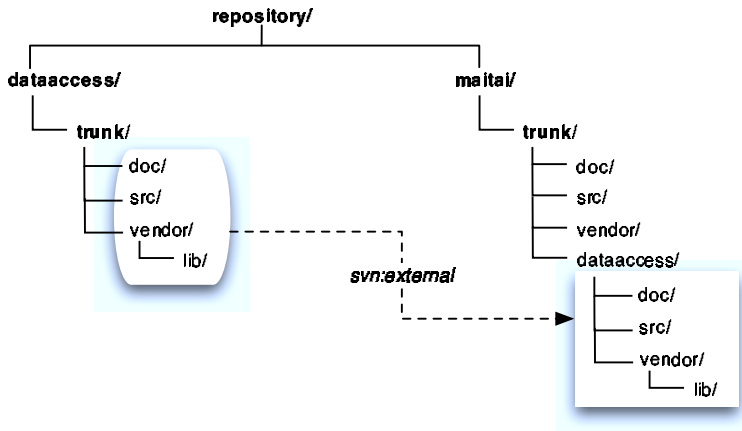 repository/
dataaccess/
trunk/
doc/
src/
vendor/
lib/
svn:external
maitai/
trunk/
doc/
src/
vendor/
dataaccess/
doc/
src/
vendor/
lib/